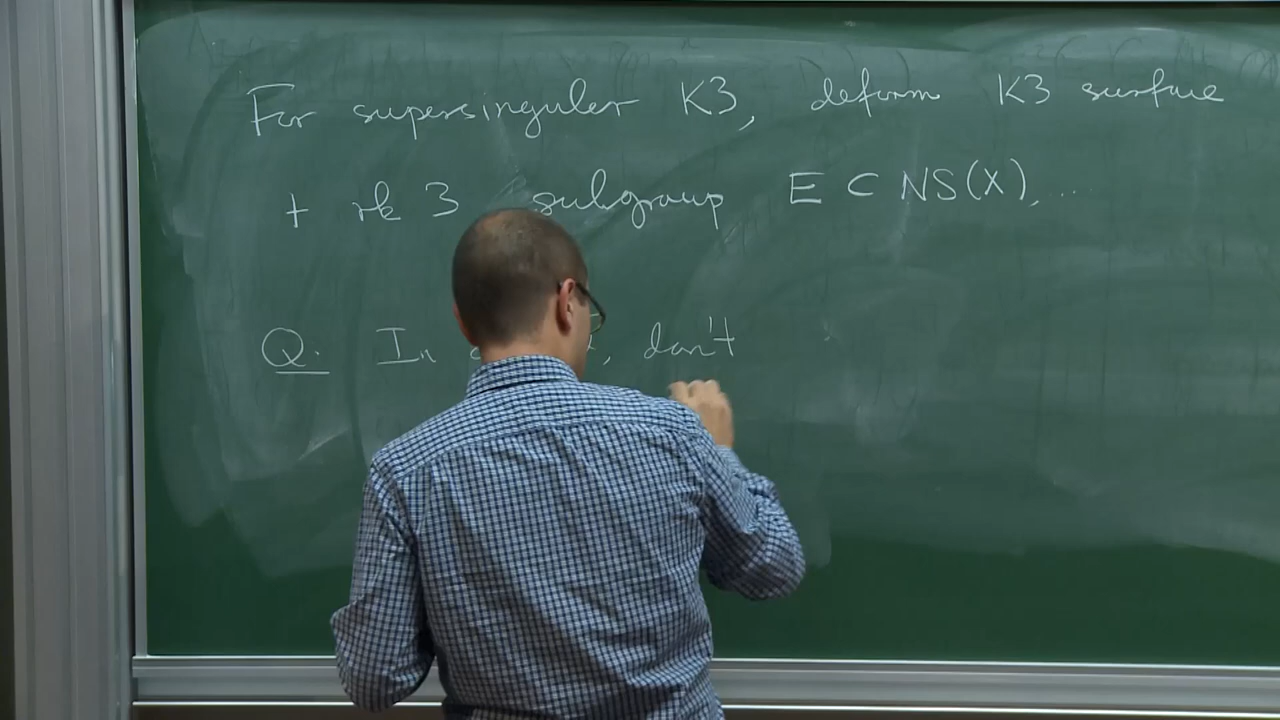 For supersingular K3, deform K3 surface
+ rk 3 subgroup E ⊂ NS(X), ...
Q. In , don't